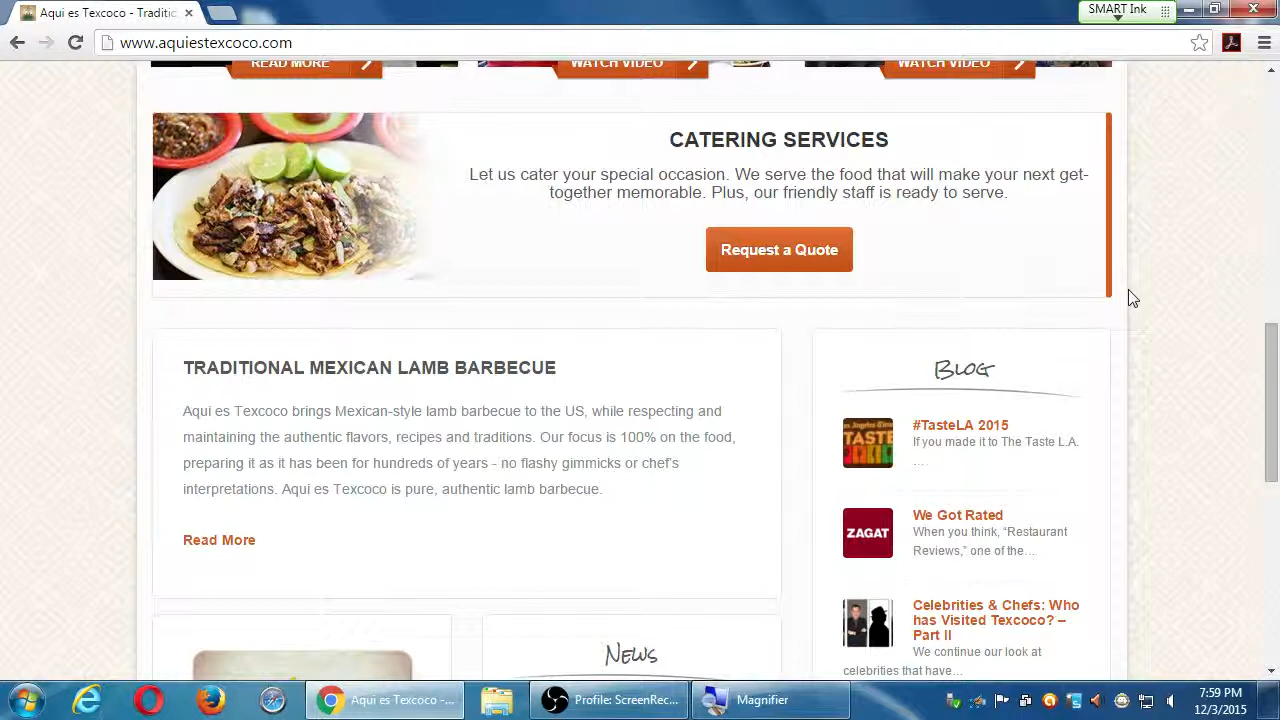 Aqui es Texcoco - Traditic
SMART Ink
www.aquiestexcoco.com
READ MORE
WATCH VIDEO
WATCH VIDEO
CATERING SERVICES
Let us cater your special occasion. We serve the food that will make your next get-
together memorable. Plus, our friendly staff is ready to serve.
Request a Quote
TRADITIONAL MEXICAN LAMB BARBECUE
Aqui es Texcoco brings Mexican-style lamb barbecue to the US, while respecting and
maintaining the authentic flavors, recipes and traditions. Our focus is 100% on the food,
preparing it as it has been for hundreds of years - no flashy gimmicks or chef's
interpretations. Aqui es Texcoco is pure, authentic lamb barbecue.
Read More
Blog
Los Angeles Times
TASTE
#TasteLA 2015
If you made it to The Taste L.A.
….
ZAGAT
We Got Rated
When you think, “Restaurant
Reviews,” one of the…
Celebrities & Chefs: Who
has Visited Texcoco? –
Part II
We continue our look at
celebrities that have…
News
Aqui es Texcoco -...
Profile: ScreenRec...
Magnifier
7:59 PM
12/3/2015